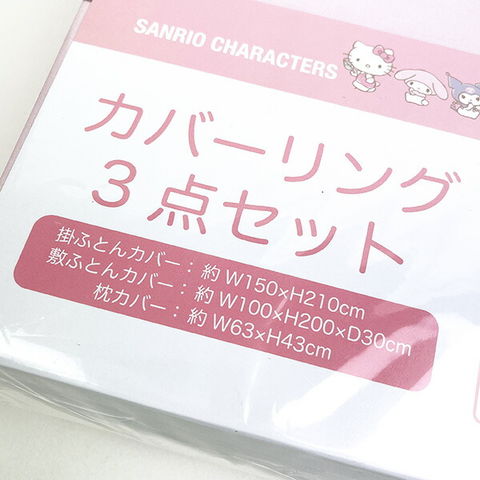 SANRIO CHARACTERS
カバーリング
3点セット
掛ふとんカバー：約 W150×H210cm
敷ふとんカバー：約 W100×H200×D30cm
枕カバー：約 W63×H43cm